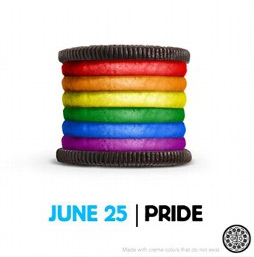 JUNE 25 | PRIDE
Made with creme colors that do not exist.